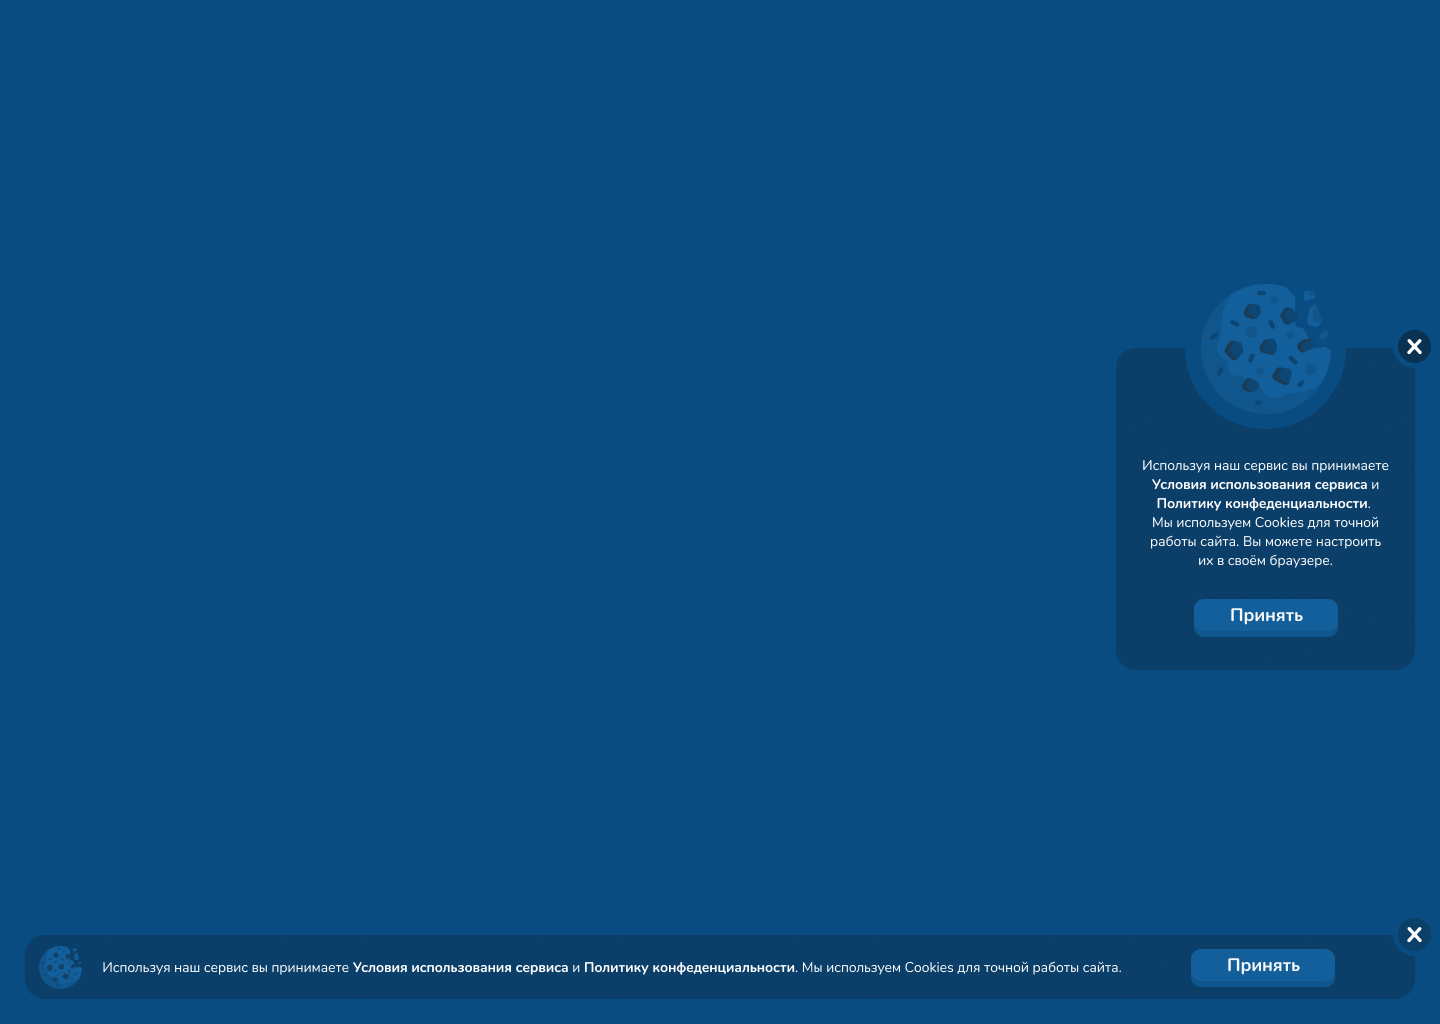 Используя наш сервис вы принимаете
Условия использования сервиса и
Политику конфеденциальности.
Мы используем Cookies для точной
работы сайта. Вы можете настроить
их в своём браузере.
Принять
Используя наш сервис вы принимаете Условия использования сервиса и Политику конфеденциальности. Мы используем Cookies для точной работы сайта.
Принять